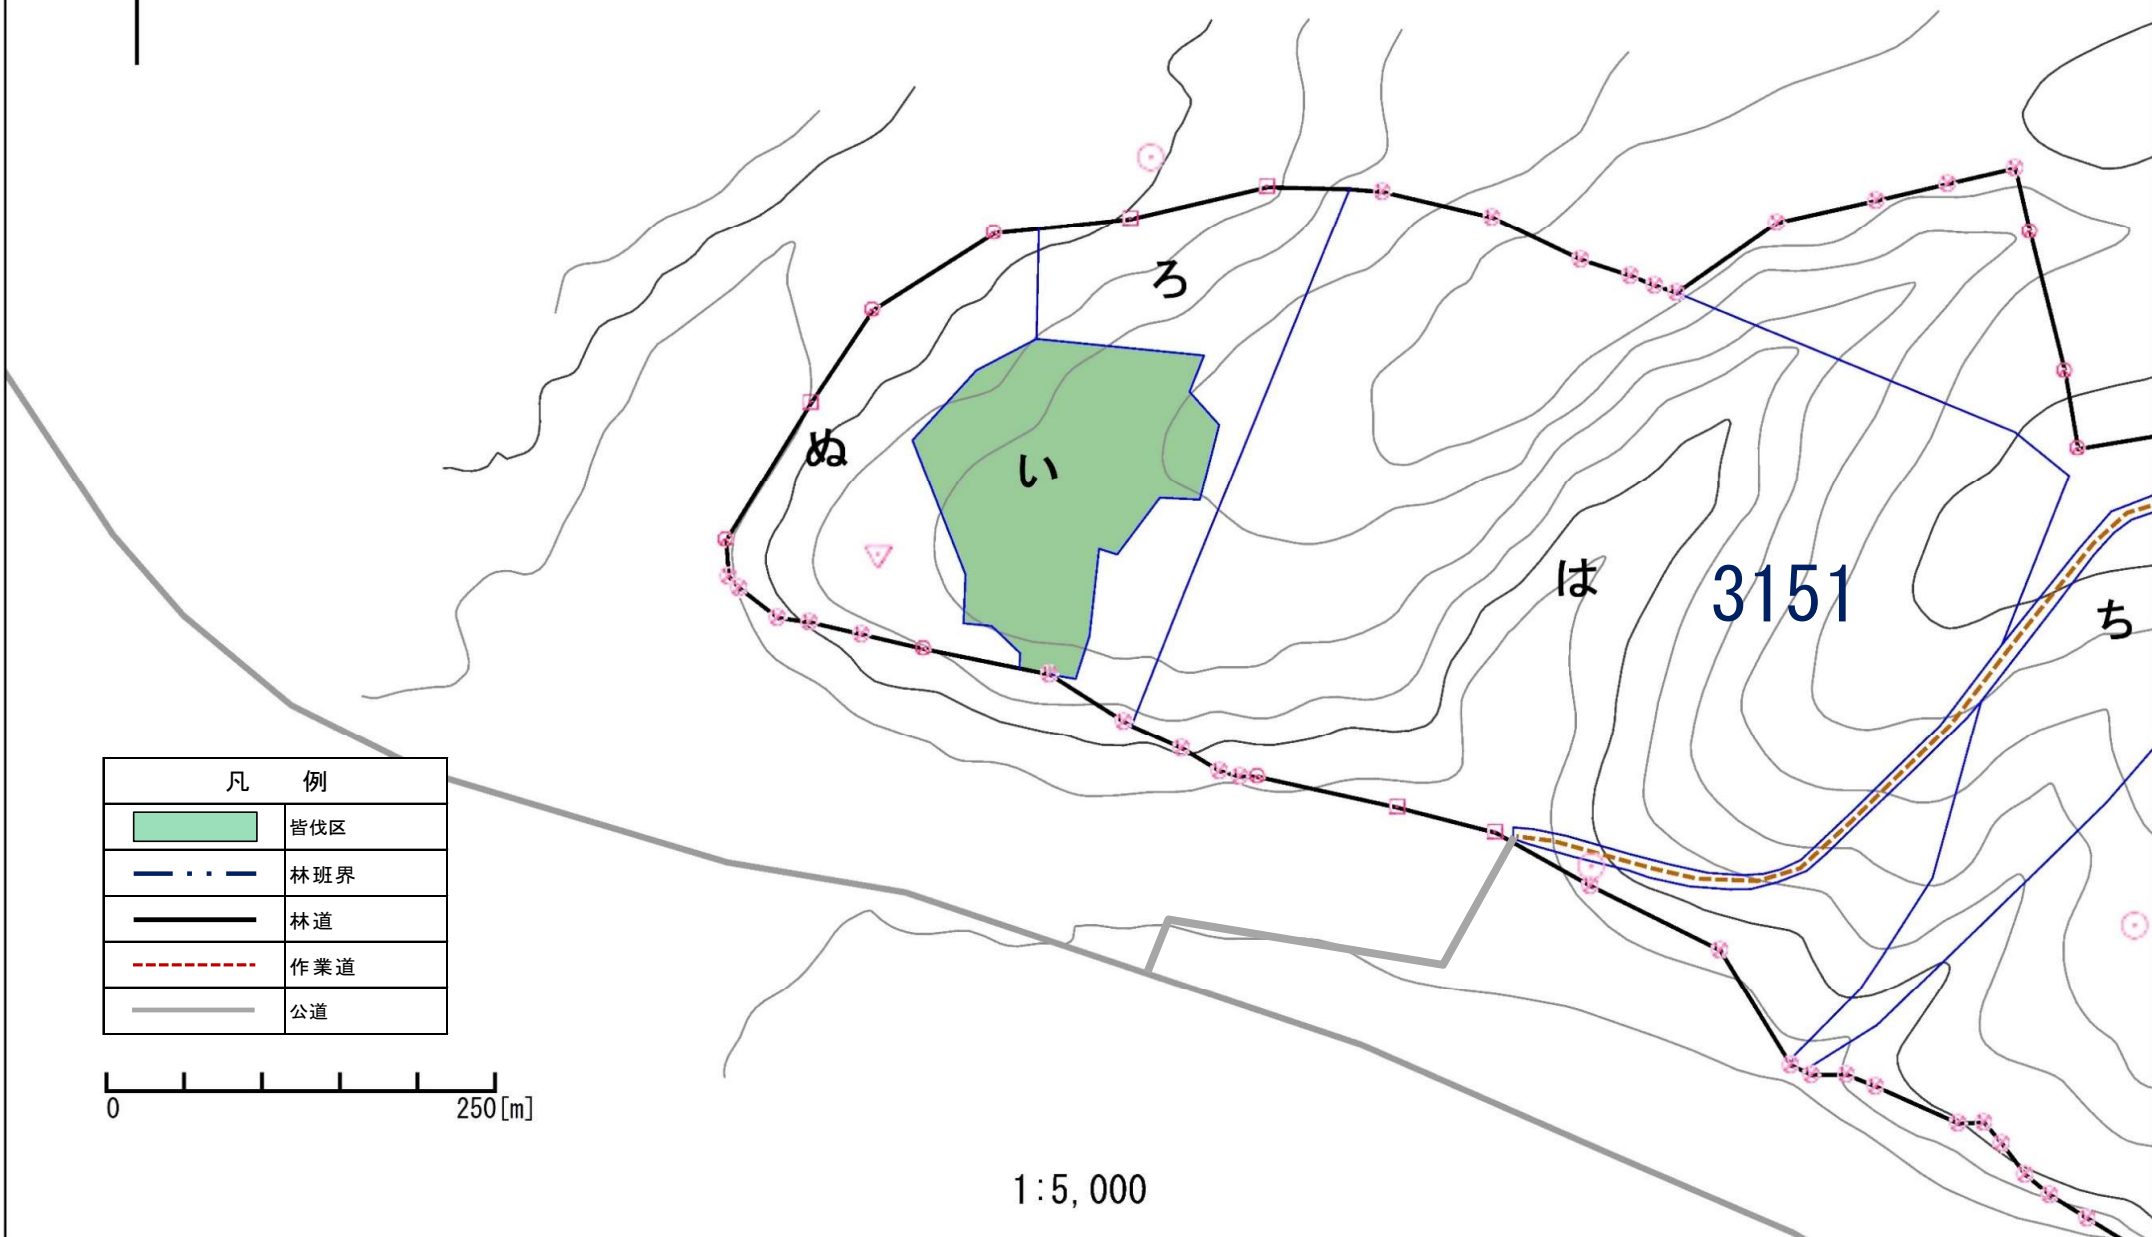 ろ
ぬ
い
は
3151
ち
凡 例
皆伐区
林班界
林道
作業道
公道
0 250[m]
1:5,000